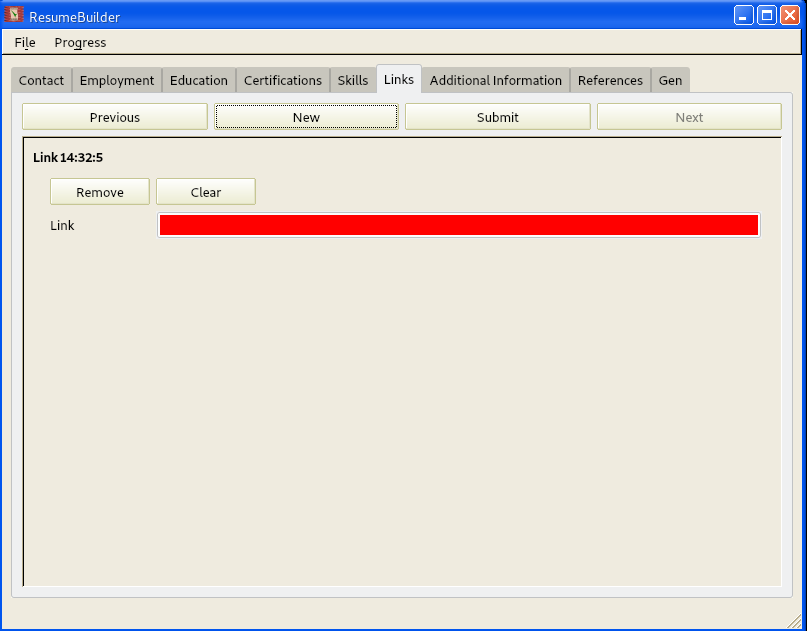 ResumeBuilder
File Progress
Contact Employment Education Certifications Skills Links Additional Information References Gen
Previous New Submit Next
Link 14:32:5
Remove Clear
Link